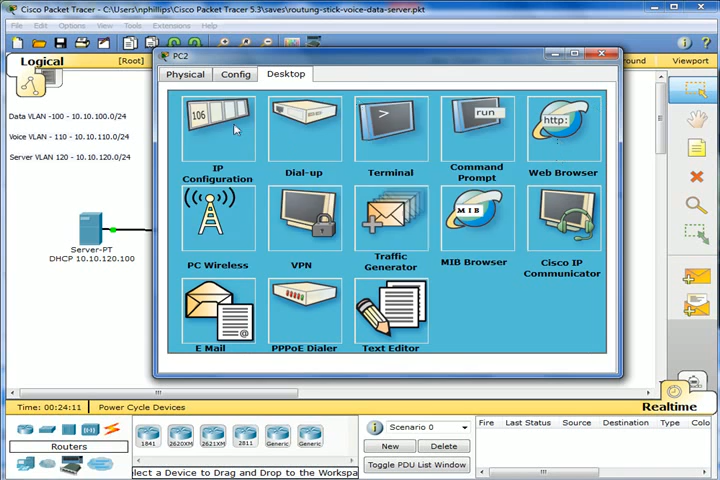 Cisco Packet Tracer - C:\Users\nphillips\Cisco Packet Tracer 5.3\saves\routung-stick-voice-data-server.pkt
File Edit Options View Tools Extensions Help
Logical
[Root]
Viewport
Data VLAN -100 - 10.10.100.0/24
Voice VLAN - 110 - 10.10.110.0/24
Server VLAN 120 - 10.10.120.0/24
Server-PT
DHCP 10.10.120.100
PC2
Physical Config Desktop
106
>
run
http:
IP Configuration
Dial-up
Terminal
Command Prompt
Web Browser
MIB
PC Wireless
VPN
Traffic Generator
MIB Browser
Cisco IP Communicator
E Mail
PPPoE Dialer
Text Editor
Time: 00:24:11 Power Cycle Devices
Realtime
Routers
1841 2620XM 2621XM 2811 Generic Generic
lect a Device to Drag and Drop to the Workspa
Scenario 0
New Delete
Toggle PDU List Window
Fire Last Status Source Destination Type Colo